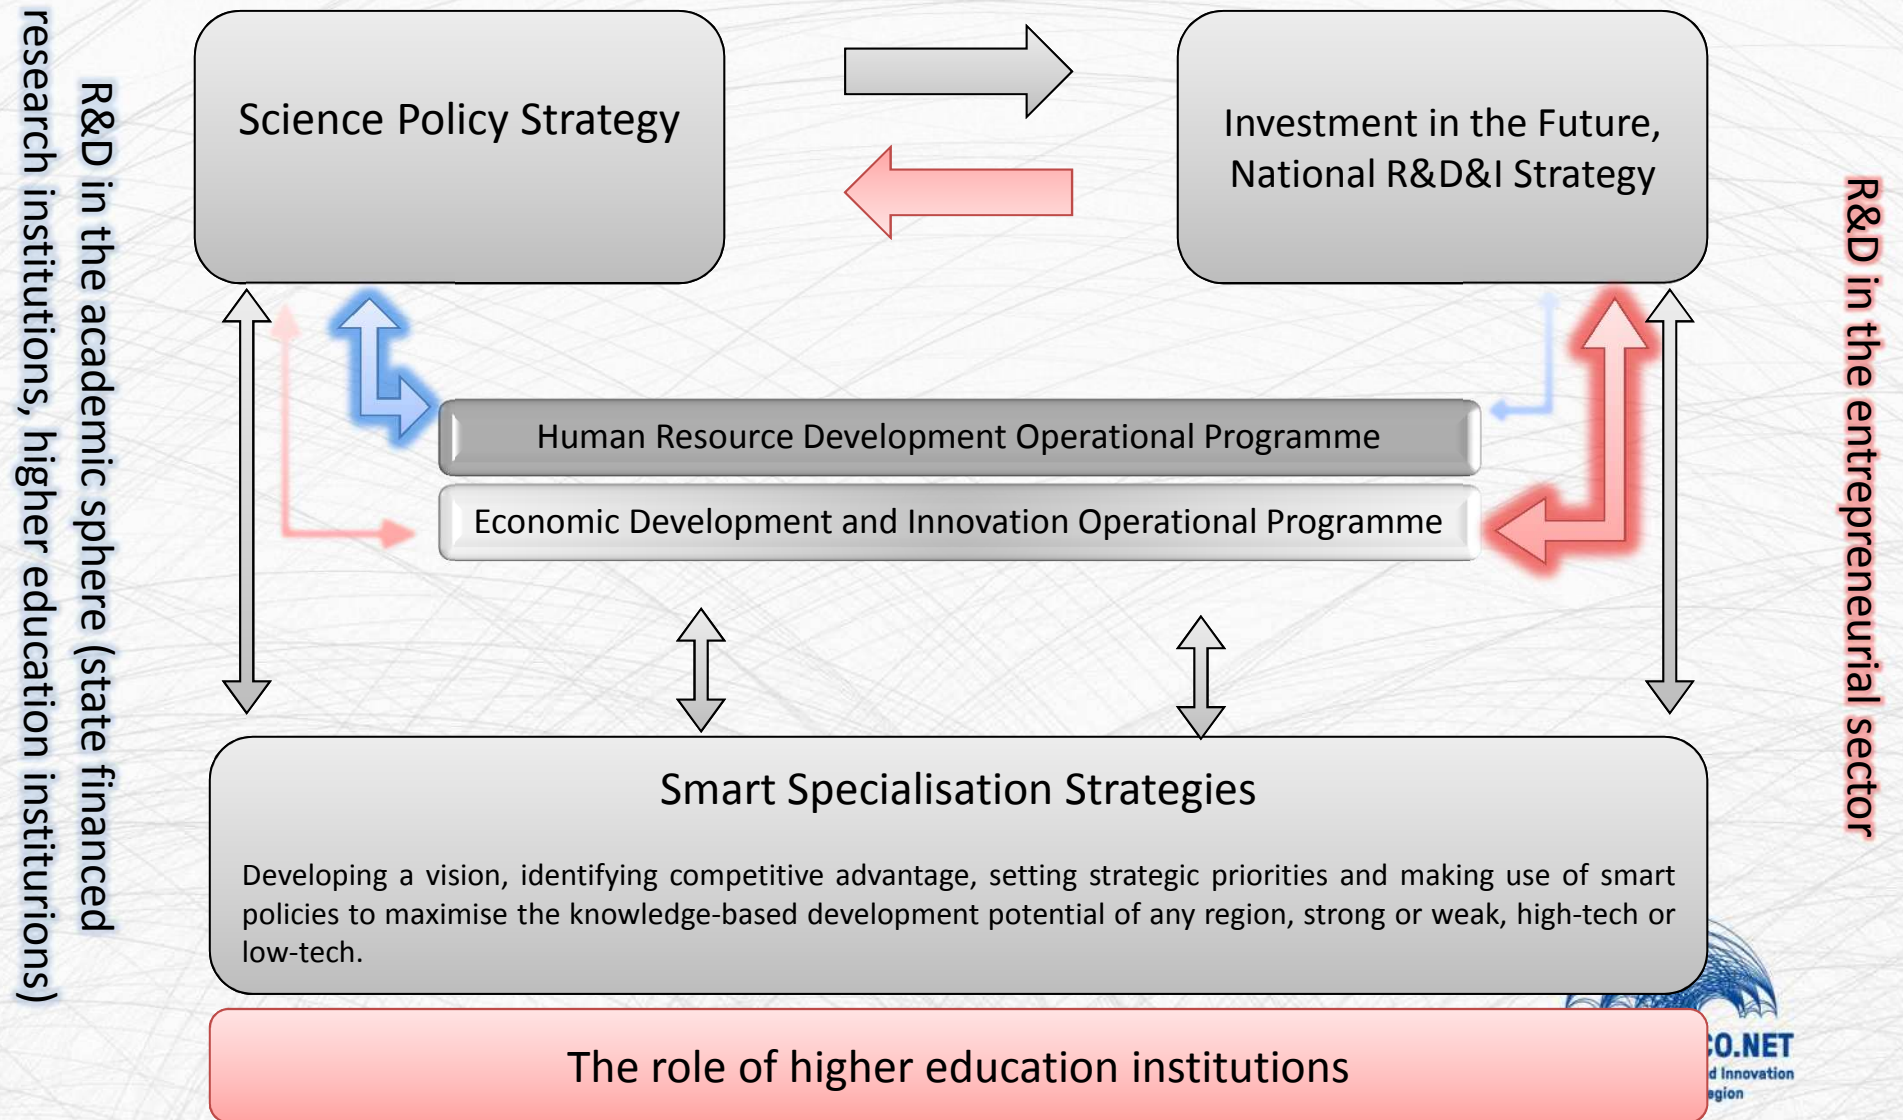 R&D in the academic sphere (state financed
research institutions, higher education instituturions)
Science Policy Strategy
Investment in the Future,
National R&D&I Strategy
R&D in the entrepreneurial sector
Human Resource Development Operational Programme
Economic Development and Innovation Operational Programme
Smart Specialisation Strategies
Developing a vision, identifying competitive advantage, setting strategic priorities and making use of smart
policies to maximise the knowledge-based development potential of any region, strong or weak, high-tech or
low-tech.
The role of higher education institutions
.NET
Innovation